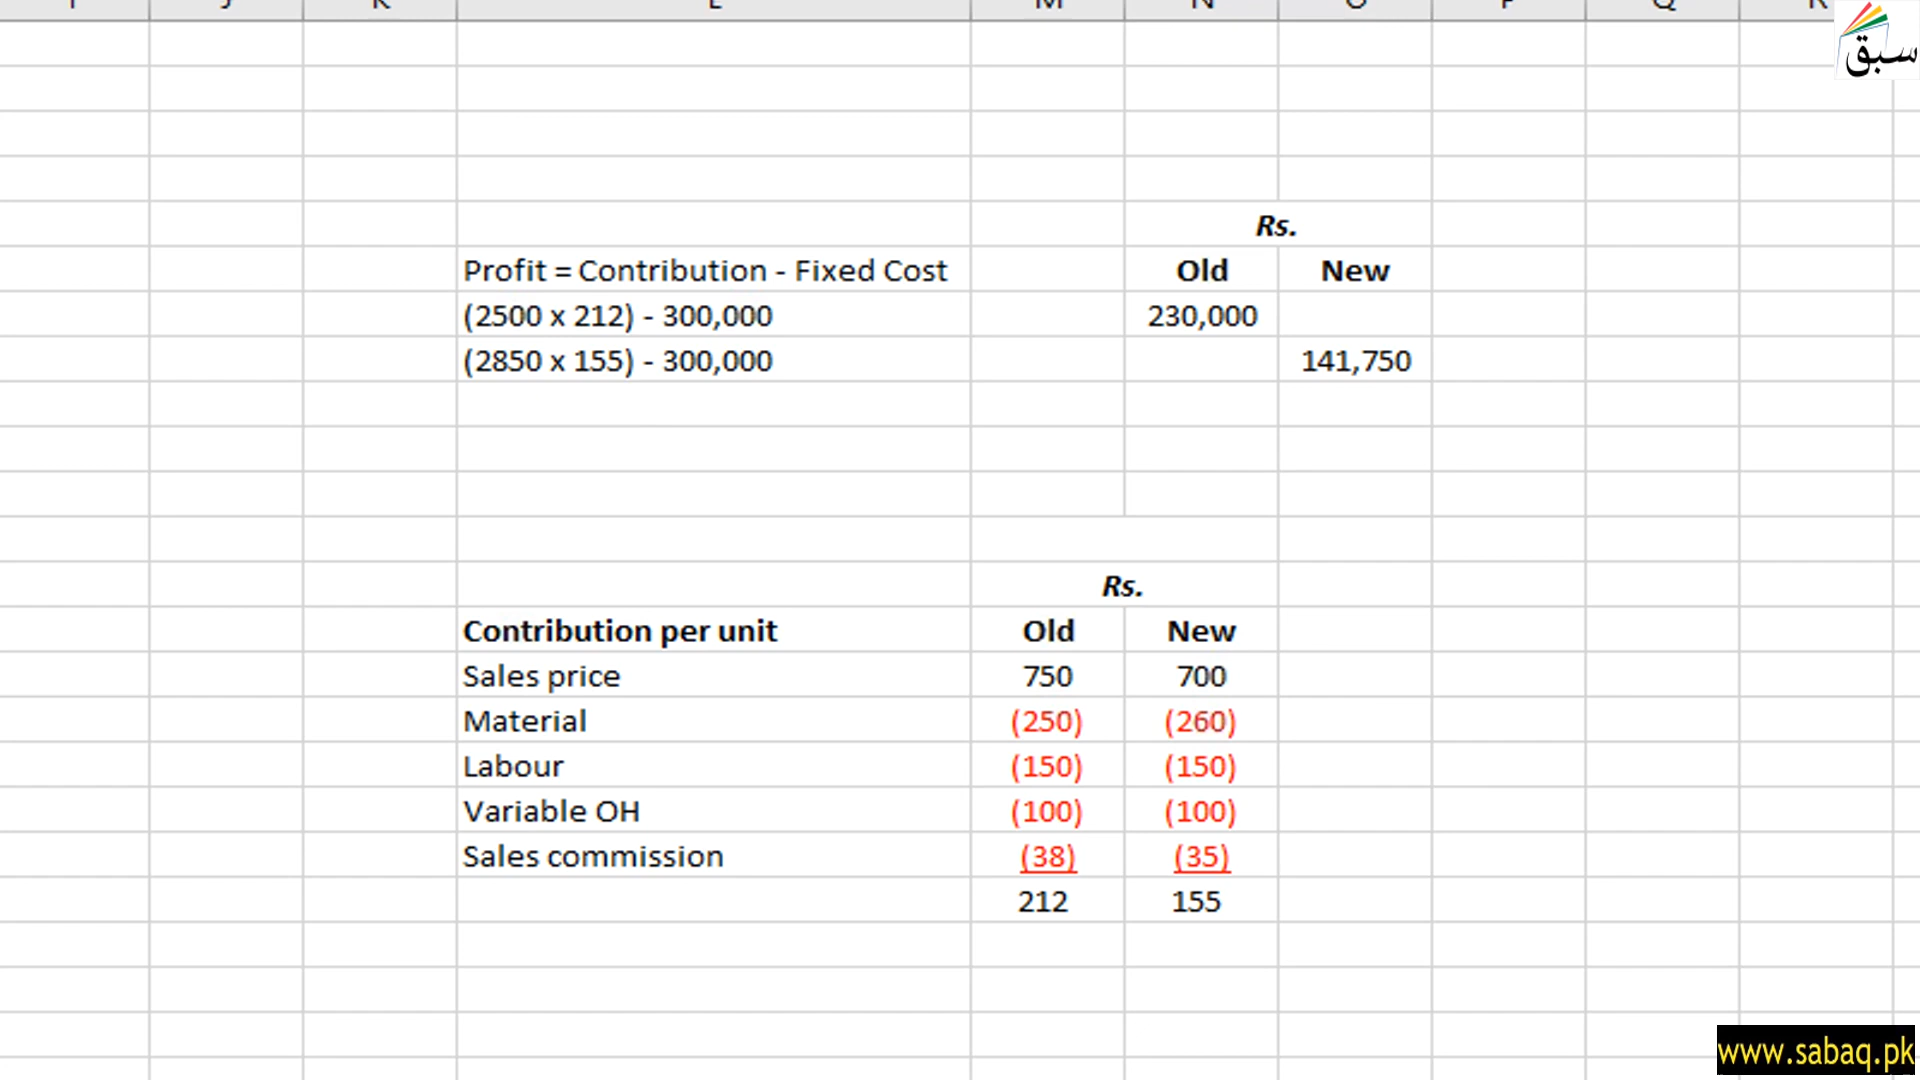 سبق
Rs.
Profit = Contribution - Fixed Cost Old New
(2500 x 212) - 300,000 230,000
(2850 x 155) - 300,000 141,750
Rs.
Contribution per unit Old New
Sales price 750 700
Material (250) (260)
Labour (150) (150)
Variable OH (100) (100)
Sales commission (38) (35)
212 155
www.sabaq.pk